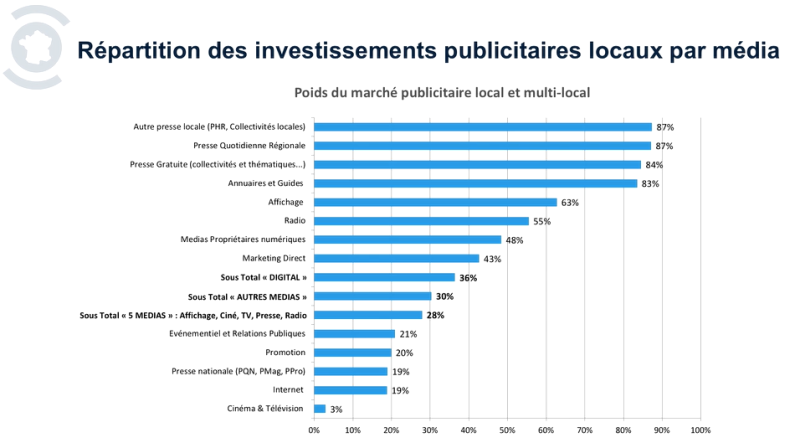 Répartition des investissements publicitaires locaux par média
Poids du marché publicitaire local et multi-local
Autre presse locale (PHR, Collectivités locales) 87%
Presse Quotidienne Régionale 87%
Presse Gratuite (collectivités et thématiques...) 84%
Annuaires et Guides 83%
Affichage 63%
Radio 55%
Medias Propriétaires numériques 48%
Marketing Direct 43%
Sous Total « DIGITAL » 36%
Sous Total « AUTRES MEDIAS » 30%
Sous Total « 5 MEDIAS » : Affichage, Ciné, TV, Presse, Radio 28%
Evénementiel et Relations Publiques 21%
Promotion 20%
Presse nationale (PQN, PMag, PPro) 19%
Internet 19%
Cinéma & Télévision 3%
0% 10% 20% 30% 40% 50% 60% 70% 80% 90% 100%